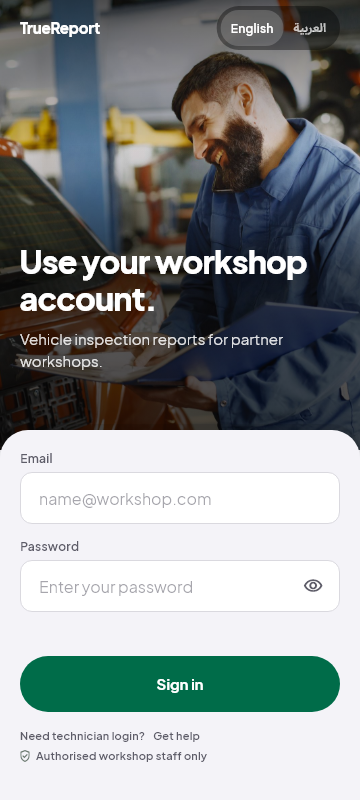 TrueReport
English العربية
Use your workshop
account.
Vehicle inspection reports for partner
workshops.
Email
name@workshop.com
Password
Enter your password
Sign in
Need technician login? Get help
Authorised workshop staff only